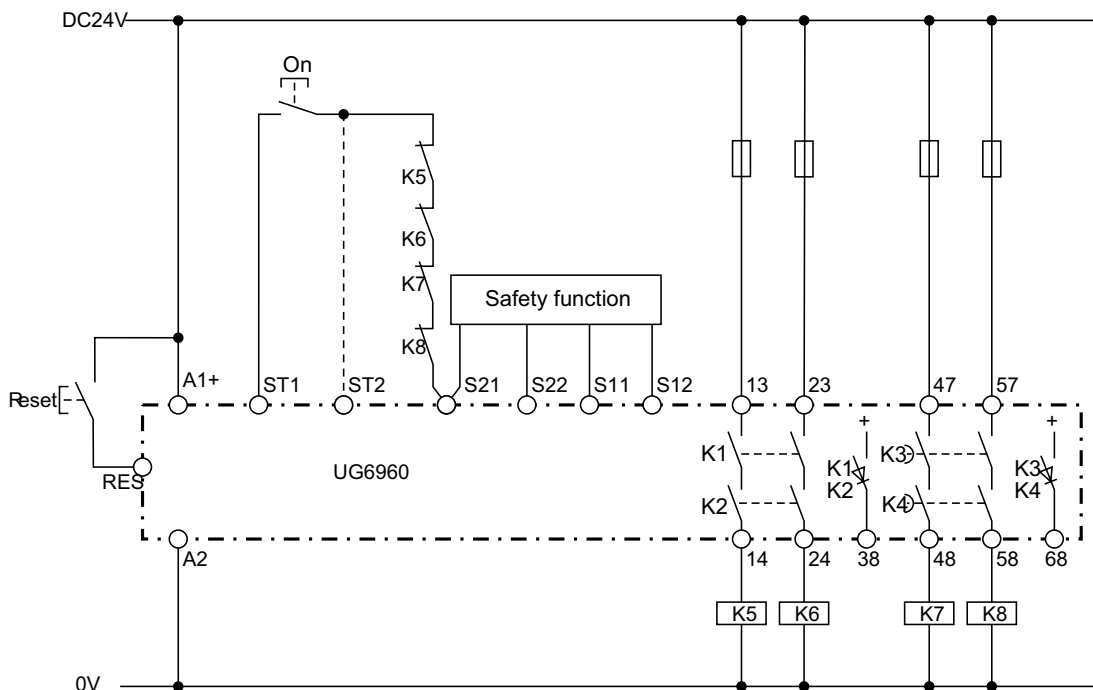 DC24V
On
K5
K6
K7
K8
Safety function
Reset
A1+
ST1
ST2
S21
S22
S11
S12
13
23
47
57
RES
UG6960
K1
K2
+
K1
K2
K3
K4
+
K3
K4
A2
14
24
38
48
58
68
K5
K6
K7
K8
0V